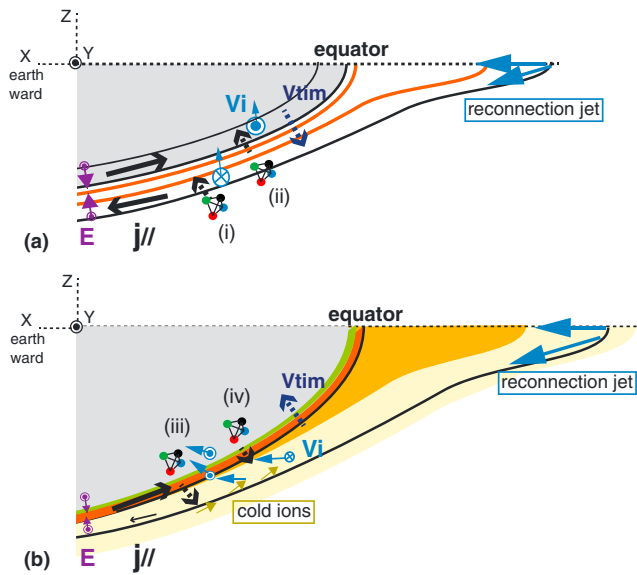 Z
X
Y
earth
ward
equator
Vtim
Vi
reconnection jet
(ii)
(i)
E
j//
(a)
Z
X
Y
earth
ward
equator
Vtim
reconnection jet
(iv)
(iii)
Vi
cold ions
E
j//
(b)